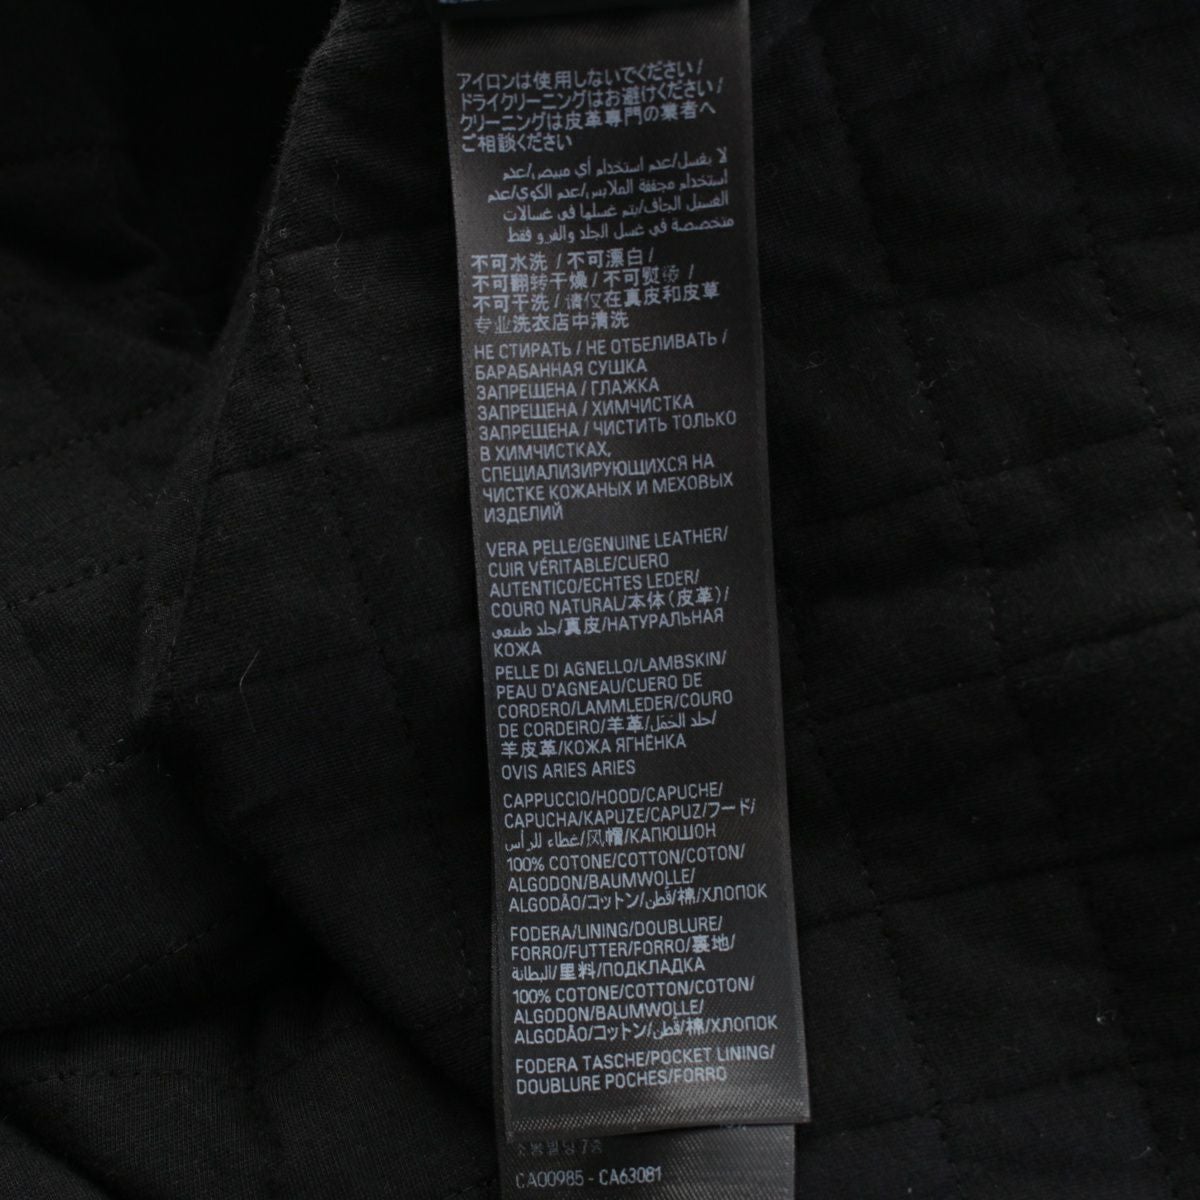 アイロンは使用しないでください/
ドライクリーニングはお避けください/
クリーニングは皮革専門の業者へ
ご相談ください
لا يغسل/عدم استخدام أي مبيض/عدم
استخدام مجففة الملابس/عدم الكوي/عدم
الغسل الجاف/يتم غسلها في غسالات
متخصصة في غسل الجلد والفرو فقط
不可水洗 / 不可漂白 /
不可翻转干燥 / 不可熨烫 /
不可干洗 / 请仅在真皮和皮草
专业洗衣店中清洗
НЕ СТИРАТЬ / НЕ ОТБЕЛИВАТЬ /
БАРАБАННАЯ СУШКА
ЗАПРЕЩЕНА / ГЛАЖКА
ЗАПРЕЩЕНА / ХИМЧИСТКА
ЗАПРЕЩЕНА / ЧИСТИТЬ ТОЛЬКО
В ХИМЧИСТКАХ,
СПЕЦИАЛИЗИРУЮЩИХСЯ НА
ЧИСТКЕ КОЖАНЫХ И МЕХОВЫХ
ИЗДЕЛИЙ
VERA PELLE/GENUINE LEATHER/
CUIR VÉRITABLE/CUERO
AUTENTICO/ECHTES LEDER/
COURO NATURAL/本体(皮革)/
جلد طبيعي/真皮/НАТУРАЛЬНАЯ
КОЖА
PELLE DI AGNELLO/LAMBSKIN/
PEAU D'AGNEAU/CUERO DE
CORDERO/LAMMLEDER/COURO
DE CORDEIRO/羊革/جلد الحَمَل/
羊皮革/КОЖА ЯГНЁНКА
OVIS ARIES ARIES
CAPPUCCIO/HOOD/CAPUCHE/
CAPUCHA/KAPUZE/CAPUZ/フード/
غطاء للرأس/风帽/КАПЮШОН
100% COTONE/COTTON/COTON/
ALGODON/BAUMWOLLE/
ALGODÃO/コットン/قطن/棉/ХЛОПОК
FODERA/LINING/DOUBLURE/
FORRO/FUTTER/FORRO/裏地/
البطانة/里料/ПОДКЛАДКА
100% COTONE/COTTON/COTON/
ALGODON/BAUMWOLLE/
ALGODÃO/コットン/قطن/棉/ХЛОПОК
FODERA TASCHE/POCKET LINING/
DOUBLURE POCHES/FORRO
CA00985 - CA63081